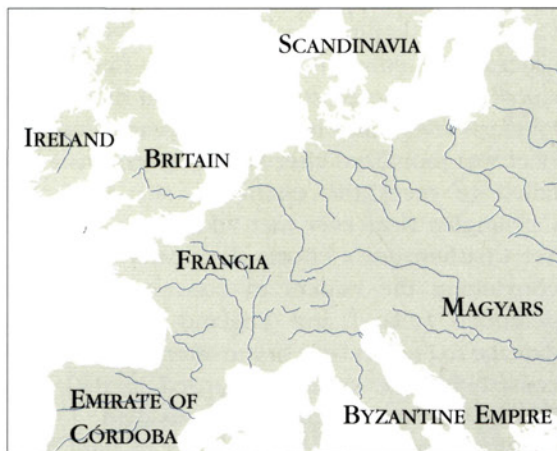 SCANDINAVIA
IRELAND
BRITAIN
FRANCIA
MAGYARS
EMIRATE OF
CÓRDOBA
BYZANTINE EMPIRE